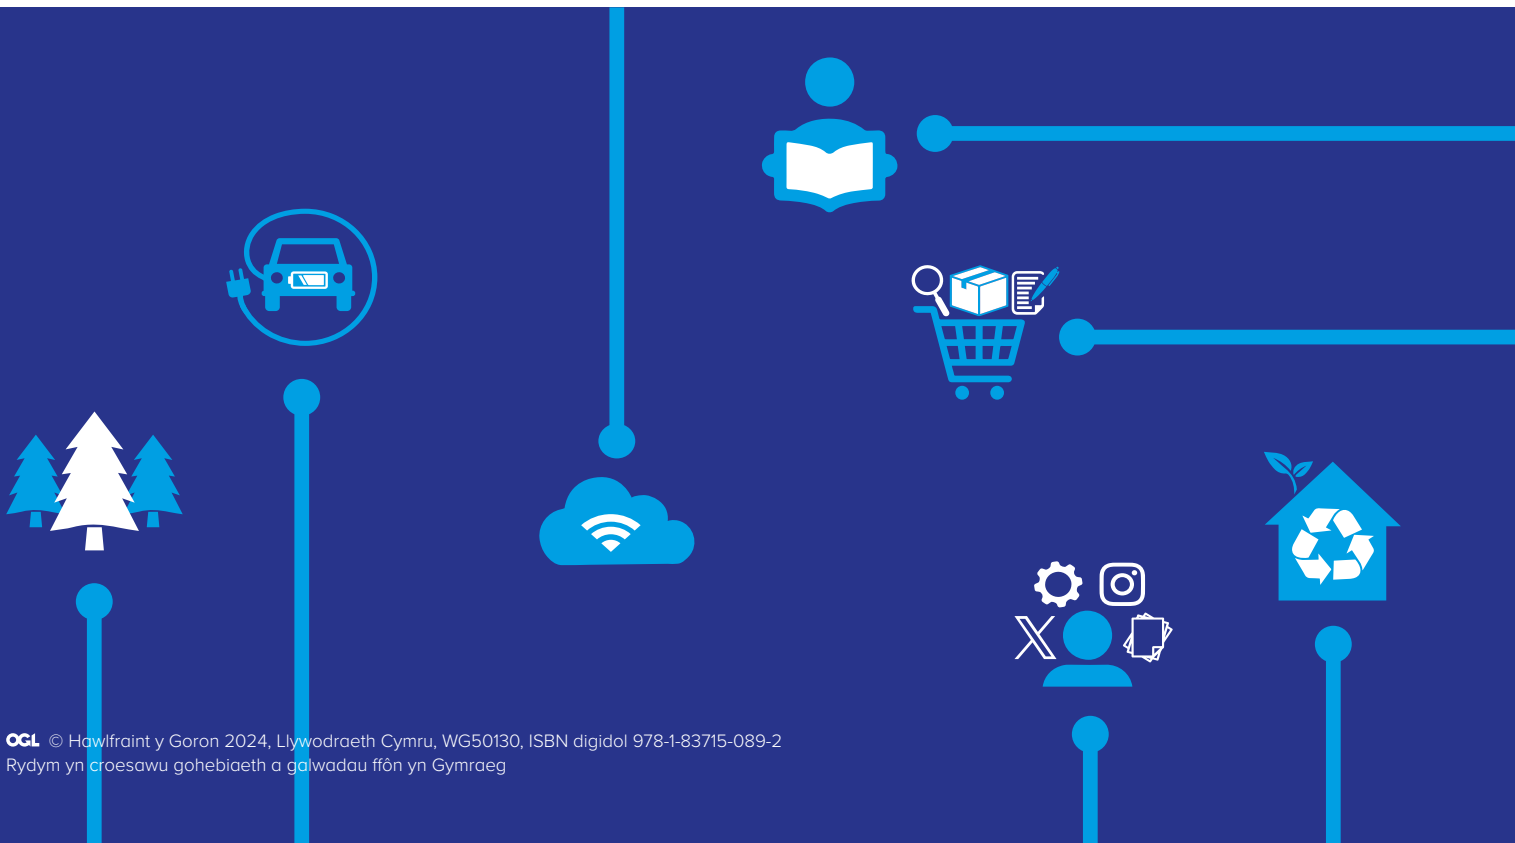 OGL © Hawlfraint y Goron 2024, Llywodraeth Cymru, WG50130, ISBN digidol 978-1-83715-089-2
Rydym yn croesawu gohebiaeth a galwadau ffôn yn Gymraeg